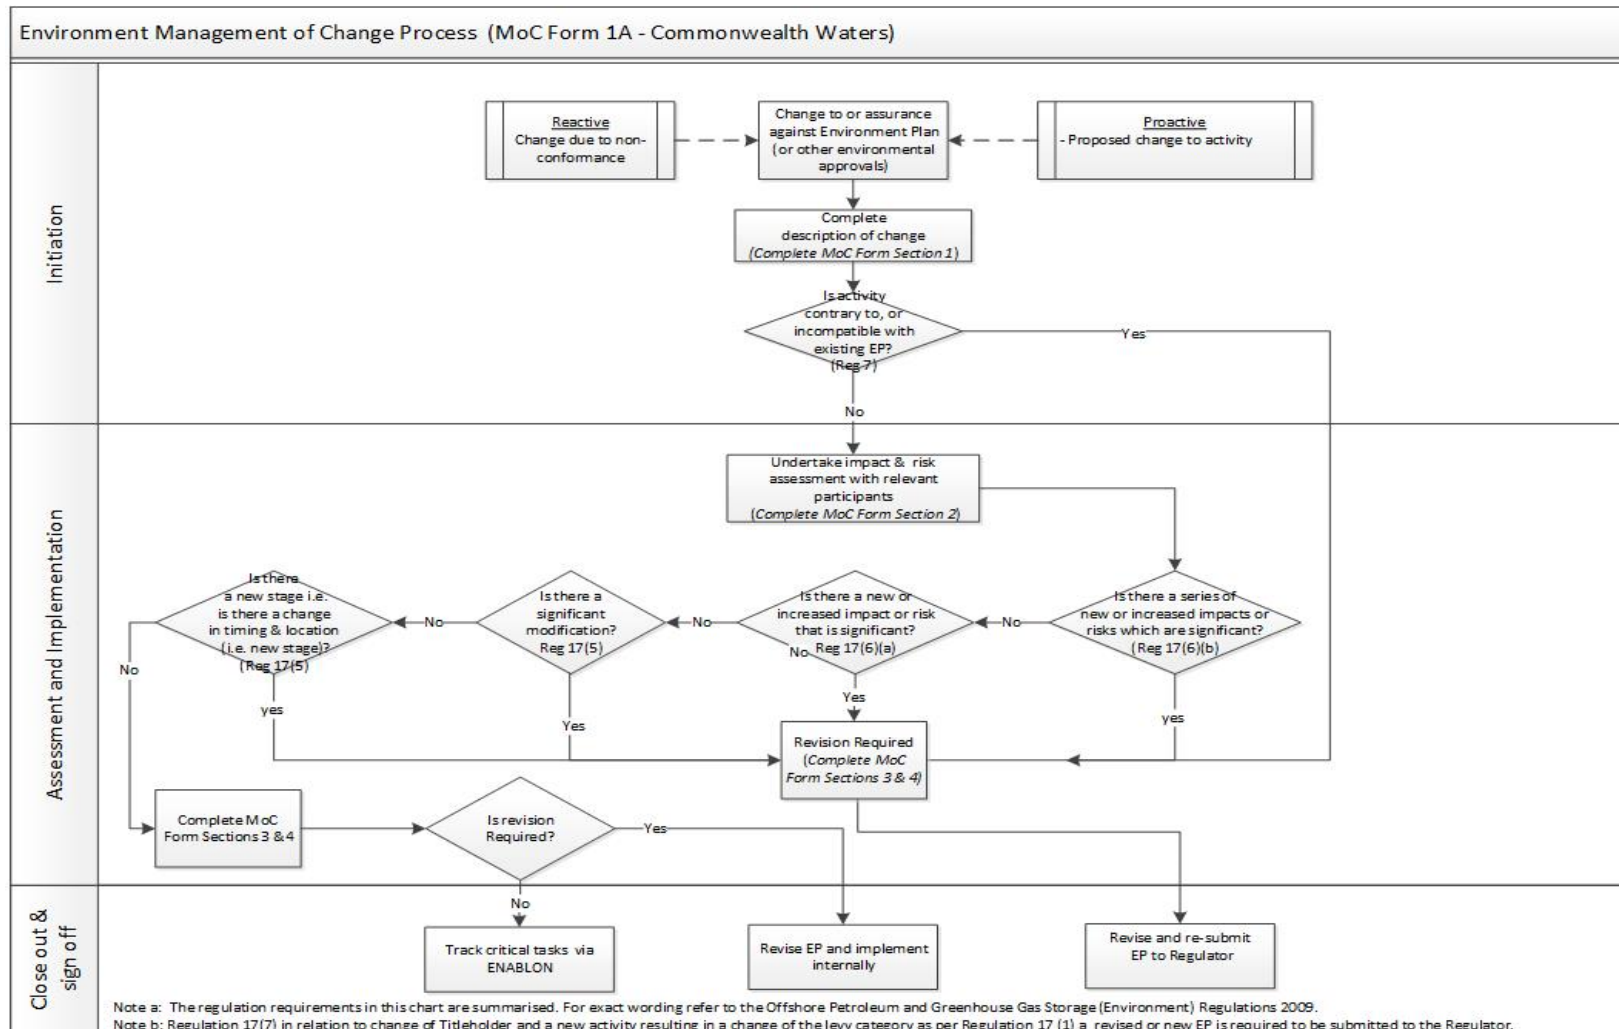 Environment Management of Change Process (MoC Form 1A - Commonwealth Waters)
Initiation
Reactive
Change due to non-
conformance
Change to or assurance
against Environment Plan
(or other environmental
approvals)
Proactive
- Proposed change to activity
Complete
description of change
(Complete MoC Form Section 1)
Is activity
contrary to, or
incompatible with
existing EP?
(Reg 7)
Yes
No
Assessment and Implementation
Undertake impact & risk
assessment with relevant
participants
(Complete MoC Form Section 2)
Is there
a new stage i.e.
is there a change
in timing & location
(i.e. new stage)?
(Reg 17(5)
No
Is there a
significant
modification?
Reg 17(5)
No
Is there a new or
increased impact or risk
that is significant?
No Reg 17(6)(a)
No
Is there a series of
new or increased impacts or
risks which are significant?
(Reg 17(6)(b)
No
yes
Yes
Yes
yes
Revision Required
(Complete MoC
Form Sections 3 & 4)
Complete MoC
Form Sections 3 & 4
Is revision
Required?
Yes
No
Close out &
sign off
Track critical tasks via
ENABLON
Revise EP and implement
internally
Revise and re-submit
EP to Regulator
Note a: The regulation requirements in this chart are summarised. For exact wording refer to the Offshore Petroleum and Greenhouse Gas Storage (Environment) Regulations 2009.
Note b: Regulation 17(7) in relation to change of Titleholder and a new activity resulting in a change of the levy category as per Regulation 17 (1) a revised or new EP is required to be submitted to the Regulator.